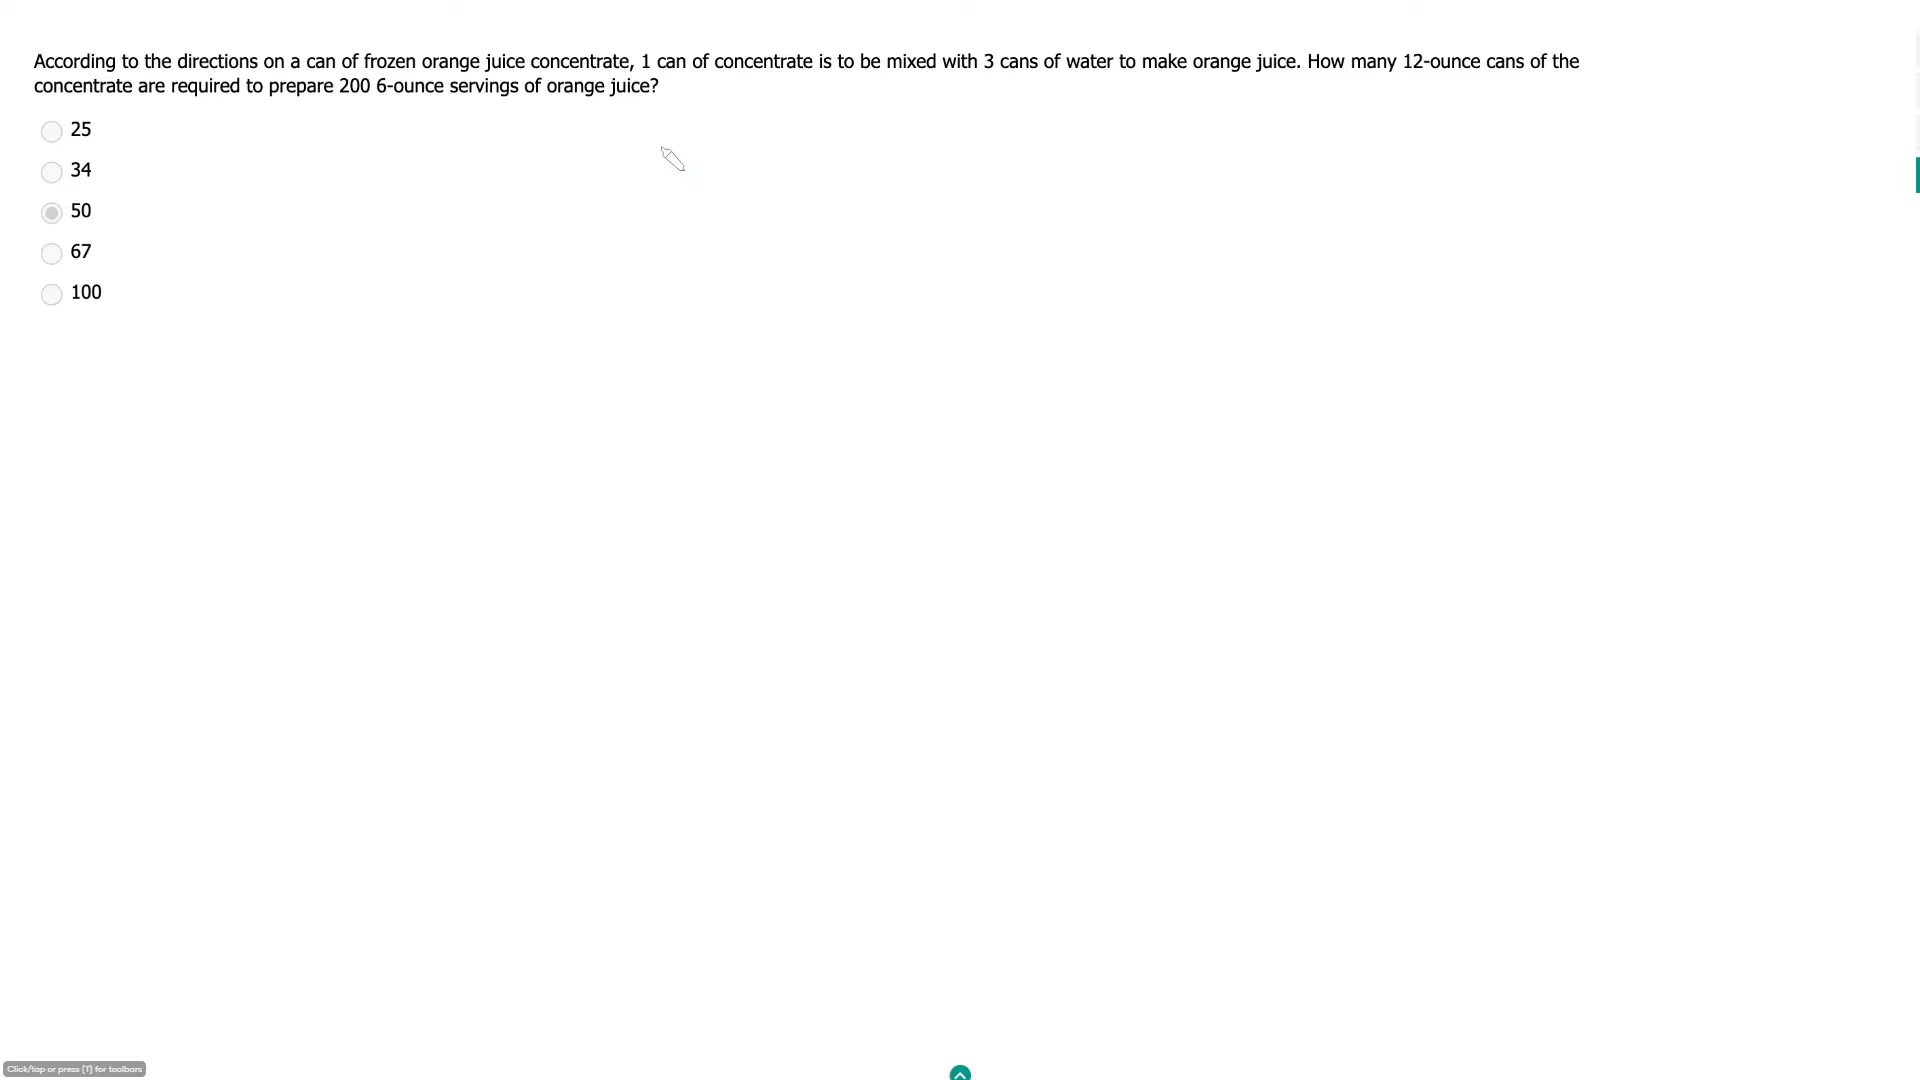 According to the directions on a can of frozen orange juice concentrate, 1 can of concentrate is to be mixed with 3 cans of water to make orange juice. How many 12-ounce cans of the
concentrate are required to prepare 200 6-ounce servings of orange juice?
25
34
50
67
100
Click/tap or press [T] for toolbars